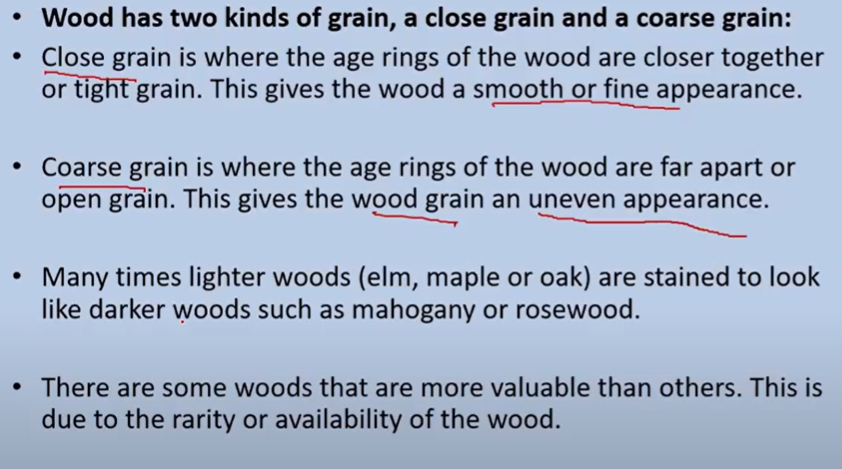 • Wood has two kinds of grain, a close grain and a coarse grain:
• Close grain is where the age rings of the wood are closer together
or tight grain. This gives the wood a smooth or fine appearance.
• Coarse grain is where the age rings of the wood are far apart or
open grain. This gives the wood grain an uneven appearance.
• Many times lighter woods (elm, maple or oak) are stained to look
like darker woods such as mahogany or rosewood.
• There are some woods that are more valuable than others. This is
due to the rarity or availability of the wood.